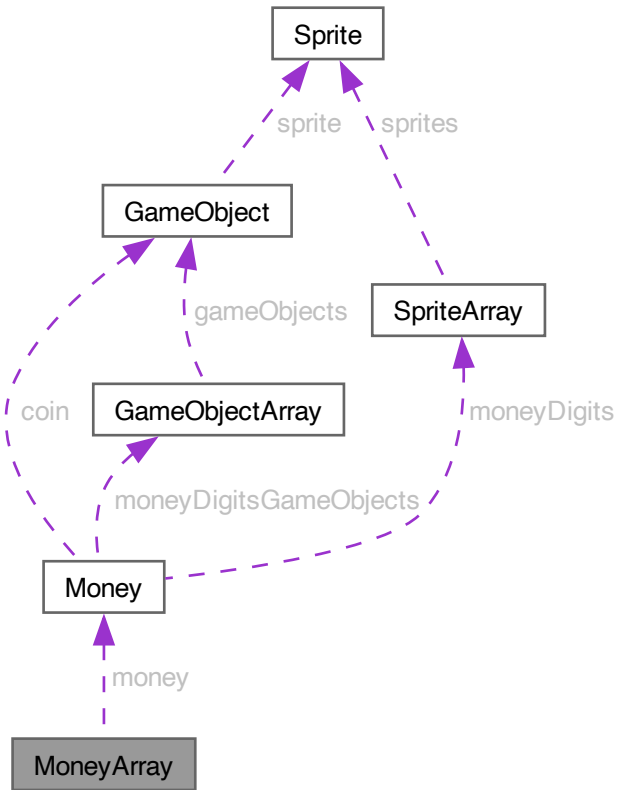 Sprite
sprite
sprites
GameObject
gameObjects
SpriteArray
coin
GameObjectArray
moneyDigits
moneyDigitsGameObjects
Money
money
MoneyArray